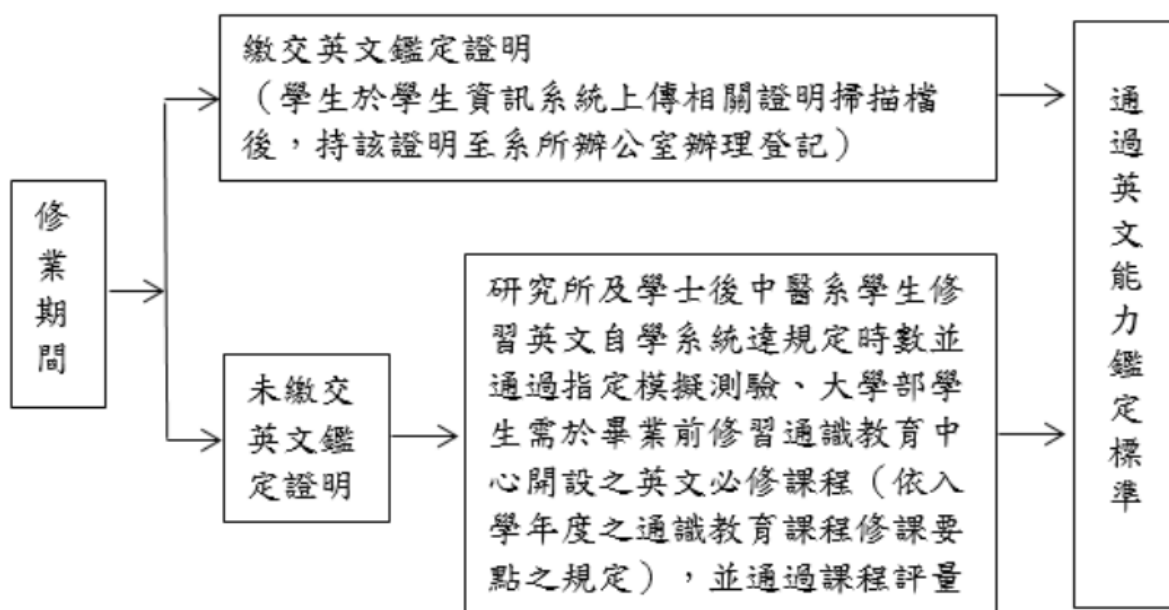 修
業
期
間
繳交英文鑑定證明
（學生於學生資訊系統上傳相關證明掃描檔
後，持該證明至系所辦公室辦理登記）
未繳交
英文鑑
定證明
研究所及學士後中醫系學生修
習英文自學系統達規定時數並
通過指定模擬測驗、大學部學
生需於畢業前修習通識教育中
心開設之英文必修課程（依入
學年度之通識教育課程修課要
點之規定），並通過課程評量
通
過
英
文
能
力
鑑
定
標
準